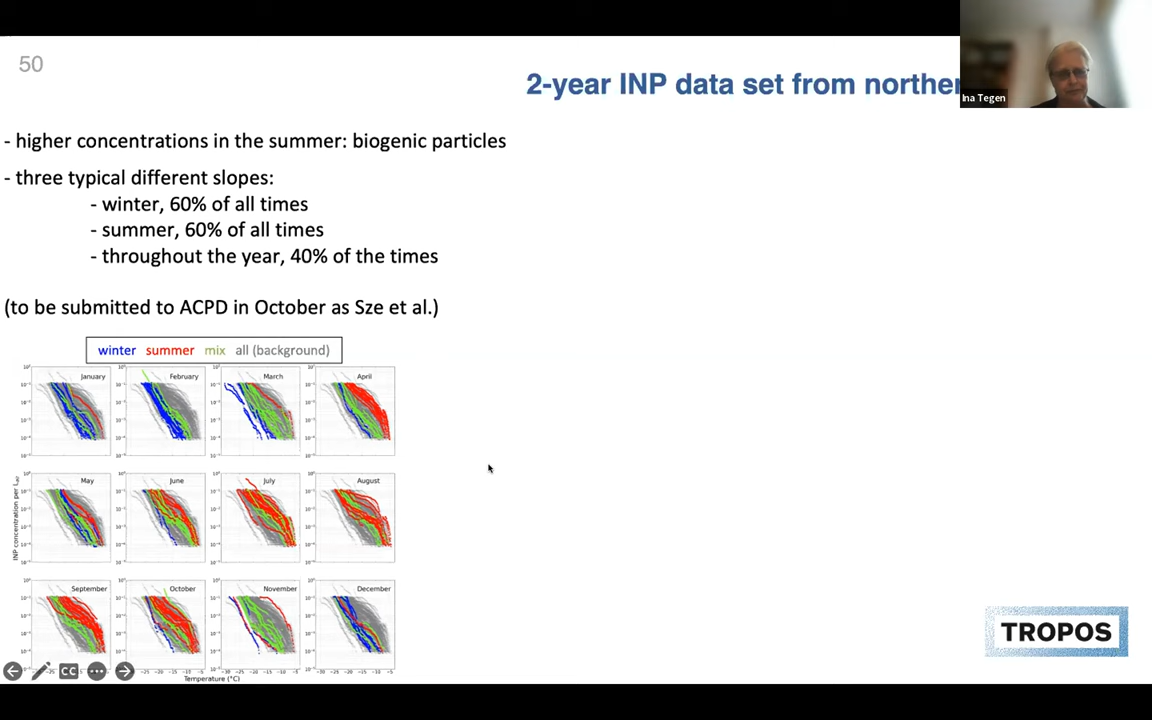 50
2-year INP data set from norther
Ina Tegen
- higher concentrations in the summer: biogenic particles
- three typical different slopes:
- winter, 60% of all times
- summer, 60% of all times
- throughout the year, 40% of the times
(to be submitted to ACPD in October as Sze et al.)
winter summer mix all (background)
January February March April
May June July August
INP concentration per
September October November December
Temperature (°C)
CC
TROPOS